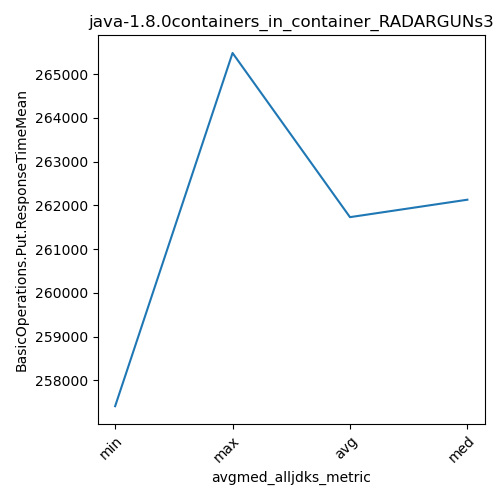 java-1.8.0containers_in_container_RADARGUNs3
265000
264000
263000
262000
261000
260000
259000
258000
BasicOperations.Put.ResponseTimeMean
min
max
avg
med
avgmed_alljdks_metric